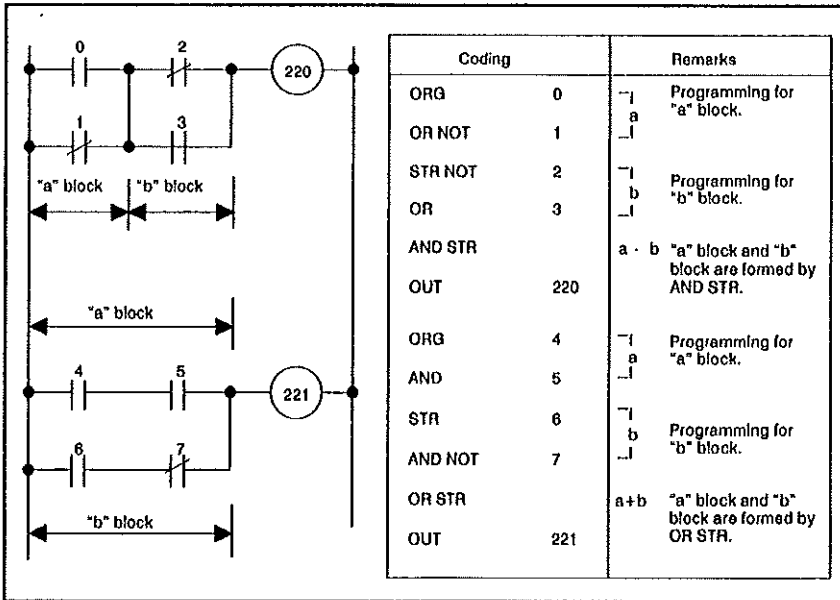 0 2
220
1 3
"a" block "b" block
"a" block
4 5
221
6 7
"b" block
Coding Remarks
ORG 0 a Programming for
"a" block.
OR NOT 1
STR NOT 2 b Programming for
"b" block.
OR 3
AND STR a · b "a" block and "b"
block are formed by
AND STR.
OUT 220
ORG 4 a Programming for
"a" block.
AND 5
STR 6 b Programming for
"b" block.
AND NOT 7
OR STR a+b "a" block and "b"
block are formed by
OR STR.
OUT 221